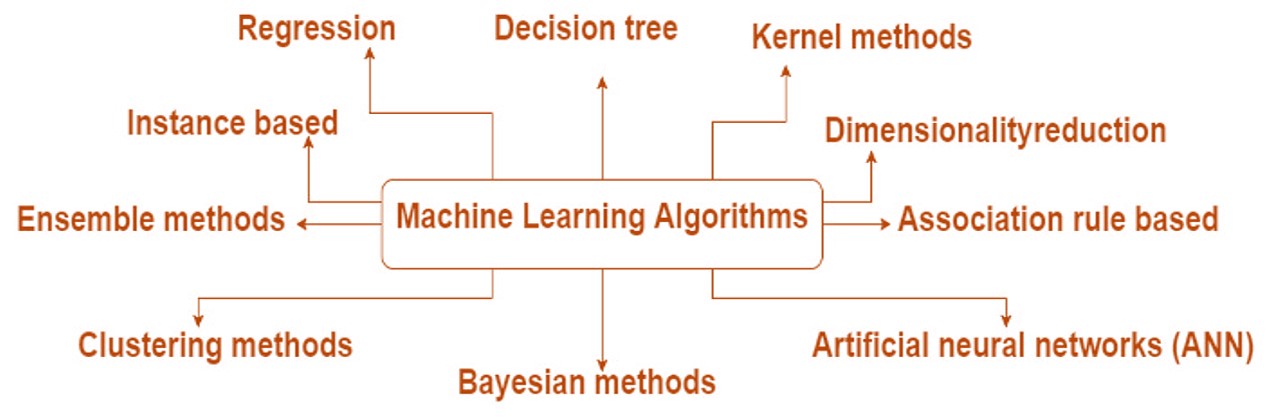 Regression
Decision tree
Kernel methods
Instance based
Dimensionalityreduction
Ensemble methods
Machine Learning Algorithms
Association rule based
Clustering methods
Artificial neural networks (ANN)
Bayesian methods